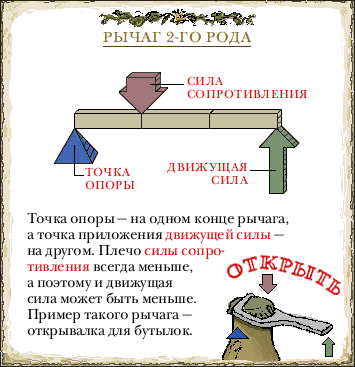 РЫЧАГ 2-ГО РОДА
СИЛА
СОПРОТИВЛЕНИЯ
ТОЧКА
ОПОРЫ
ДВИЖУЩАЯ
СИЛА
Точка опоры – на одном конце рычага,
а точка приложения движущей силы –
на другом. Плечо силы сопро-
тивления всегда меньше,
а поэтому и движущая
сила может быть меньше.
Пример такого рычага –
открывалка для бутылок.
ОТКРЫТЬ